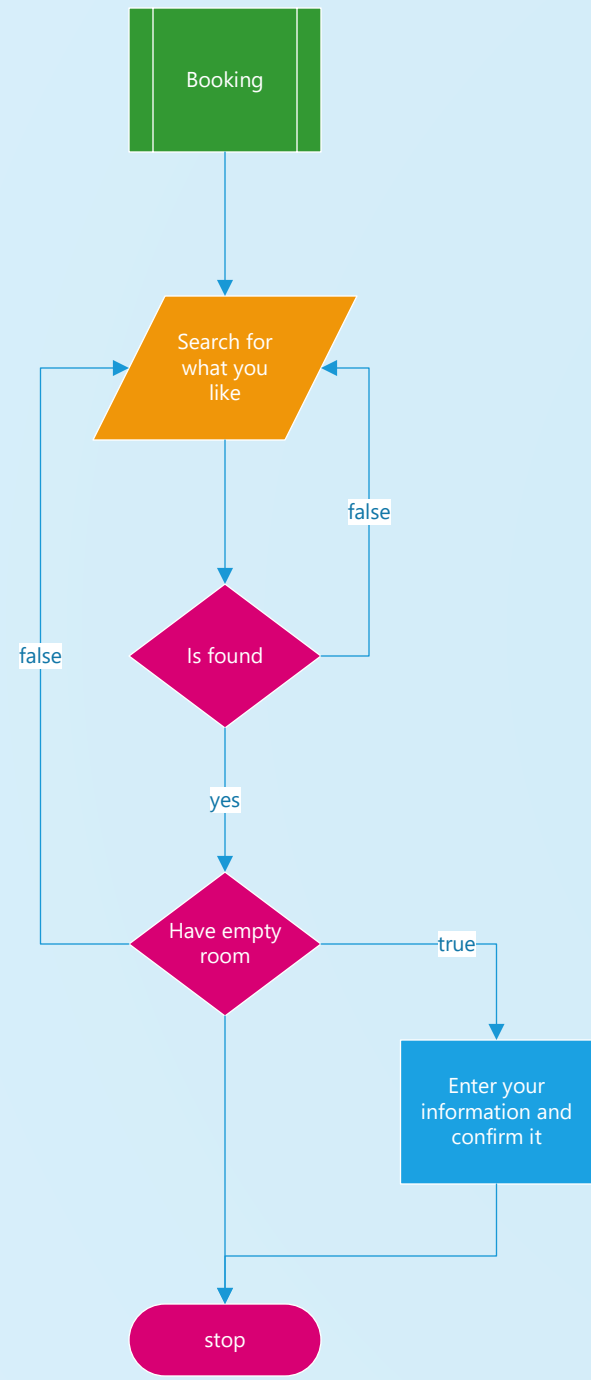 Booking
Search for
what you
like
false
Is found
false
yes
Have empty
room
true
Enter your
information and
confirm it
stop